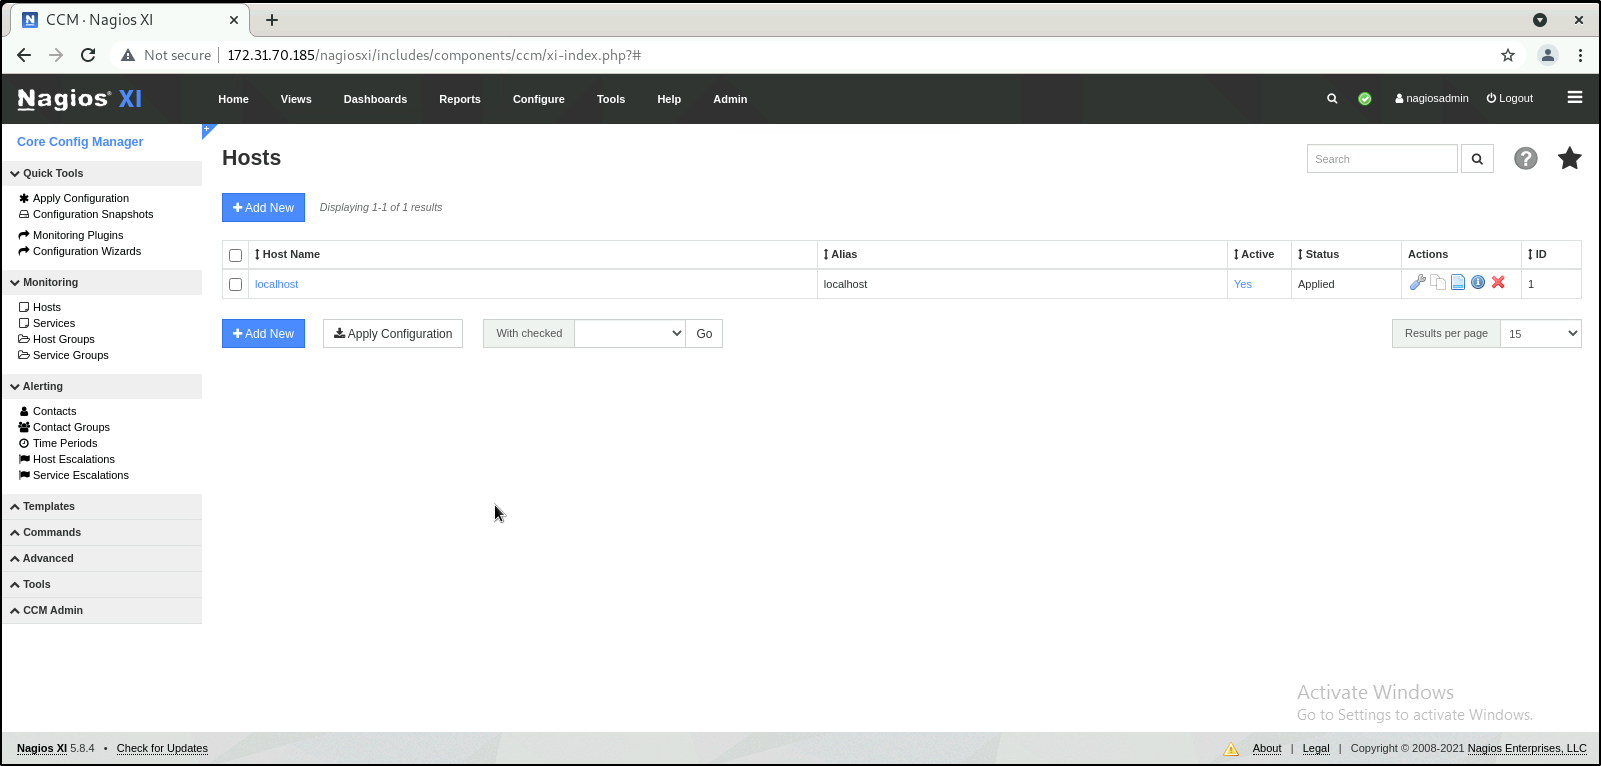 CCM · Nagios XI
Not secure 172.31.70.185/nagiosxi/includes/components/ccm/xi-index.php?#
Nagios® XI Home Views Dashboards Reports Configure Tools Help Admin nagiosadmin Logout
Core Config Manager
Quick Tools
Apply Configuration
Configuration Snapshots
Monitoring Plugins
Configuration Wizards
Monitoring
Hosts
Services
Host Groups
Service Groups
Alerting
Contacts
Contact Groups
Time Periods
Host Escalations
Service Escalations
Templates
Commands
Advanced
Tools
CCM Admin
Hosts
Search
Add New Displaying 1-1 of 1 results
Host Name Alias Active Status Actions ID
localhost localhost Yes Applied 1
Add New Apply Configuration With checked Go Results per page 15
Activate Windows
Go to Settings to activate Windows.
Nagios XI 5.8.4 • Check for Updates About | Legal | Copyright © 2008-2021 Nagios Enterprises, LLC